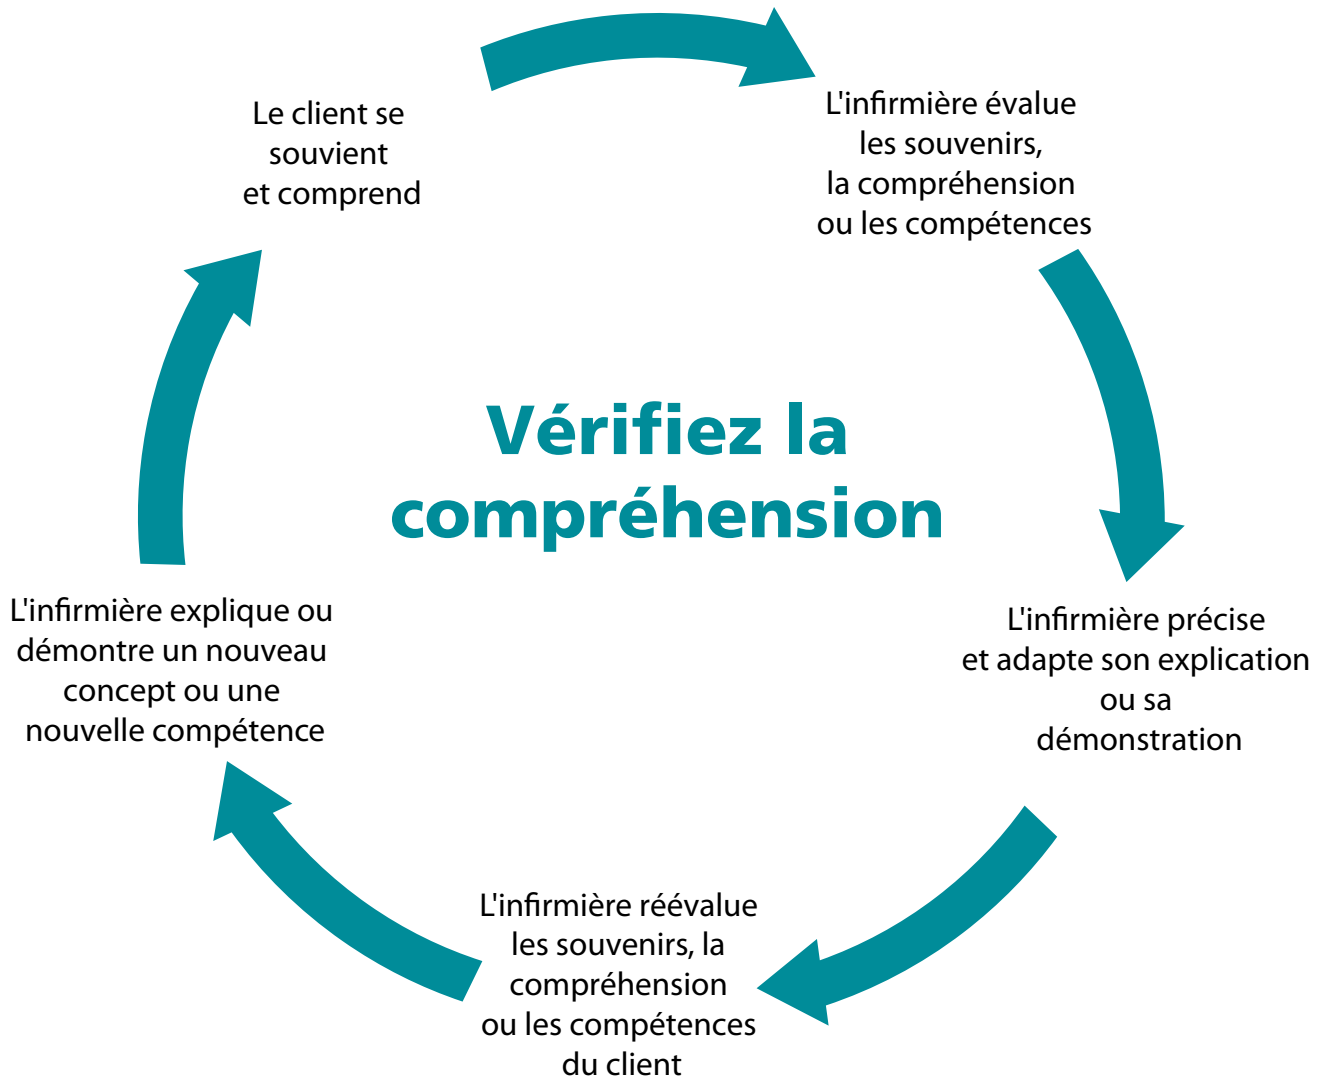 Le client se
souvient
et comprend
L'infirmière évalue
les souvenirs,
la compréhension
ou les compétences
Vérifiez la
compréhension
L'infirmière précise
et adapte son explication
ou sa
démonstration
L'infirmière réévalue
les souvenirs, la
compréhension
ou les compétences
du client
L'infirmière explique ou
démontre un nouveau
concept ou une
nouvelle compétence